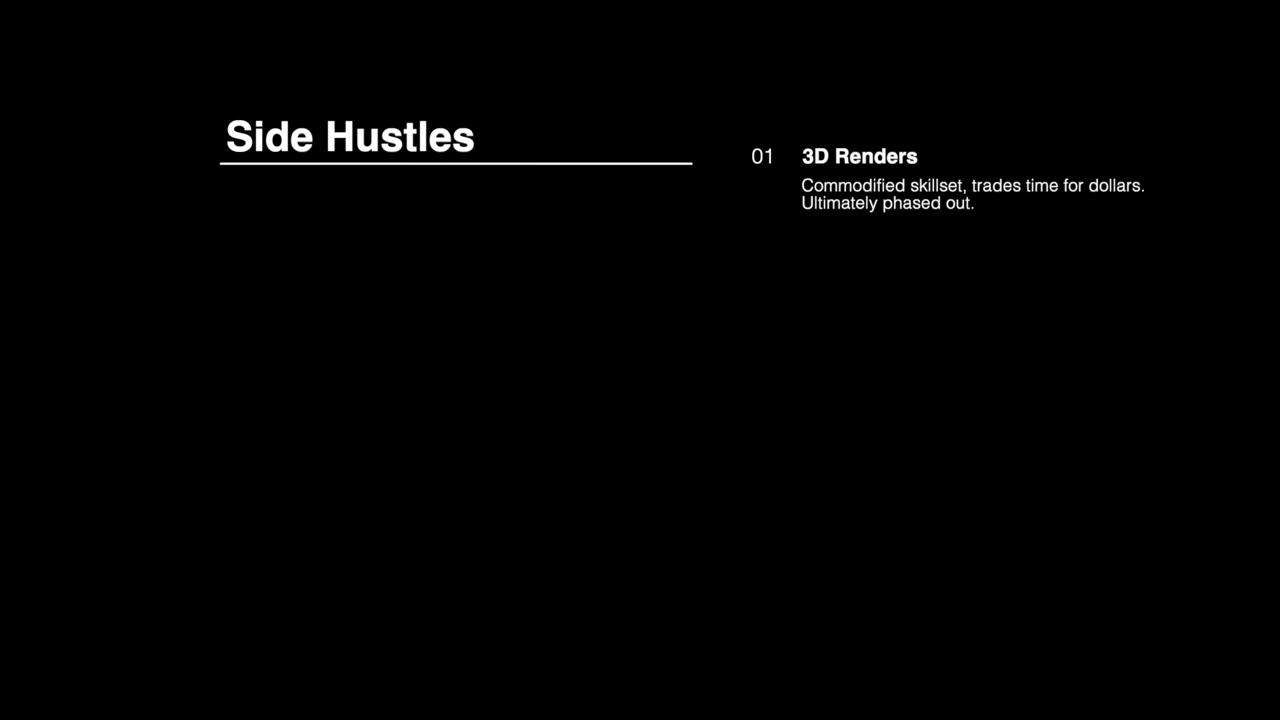 Side Hustles
01 3D Renders
Commodified skillset, trades time for dollars.
Ultimately phased out.